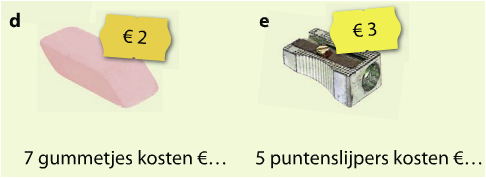 d
€ 2
7 gummetjes kosten €…
e
€ 3
5 puntenslijpers kosten €…